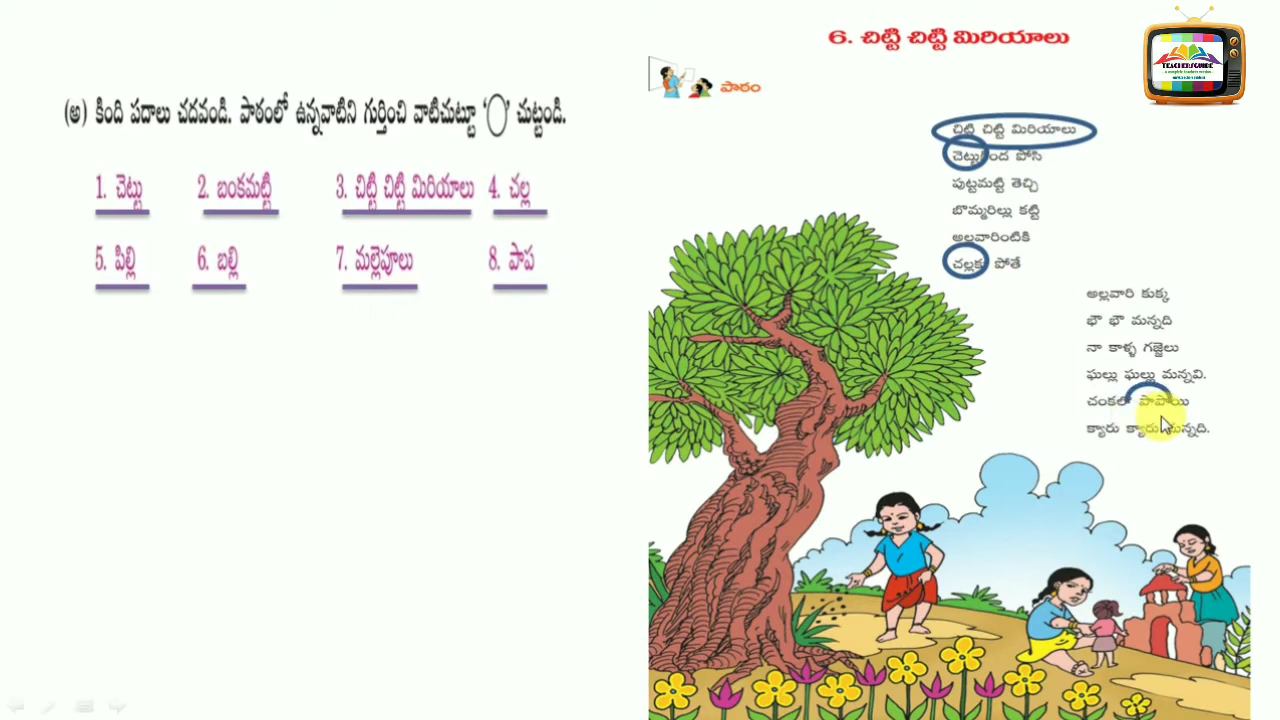 6. చిట్టి చిట్టి మిరియాలు
TEACHERSGUIDE
పాఠం
(అ) కింది పదాలు చదవండి. పాఠంలో ఉన్నవాటిని గుర్తించి వాటిచుట్టూ ‘○’ చుట్టండి.
1. చెట్టు 2. బంకమట్టి 3. చిట్టి చిట్టి మిరియాలు 4. చల్ల
5. పిల్లి 6. బల్లి 7. మల్లెపూలు 8. పాప
చిట్టి చిట్టి మిరియాలు
చెట్టుకింద పోసి
పుట్టమట్టి తెచ్చి
బొమ్మరిల్లు కట్టి
అల్లవారింటికి
చల్లకు పోతే
అల్లవారి కుక్క
భౌ భౌ మన్నది
నా కాళ్ళ గజ్జెలు
ఘల్లు ఘల్లు మన్నవి.
చంకలో పాపాయి
క్యారు క్యారు మన్నది.